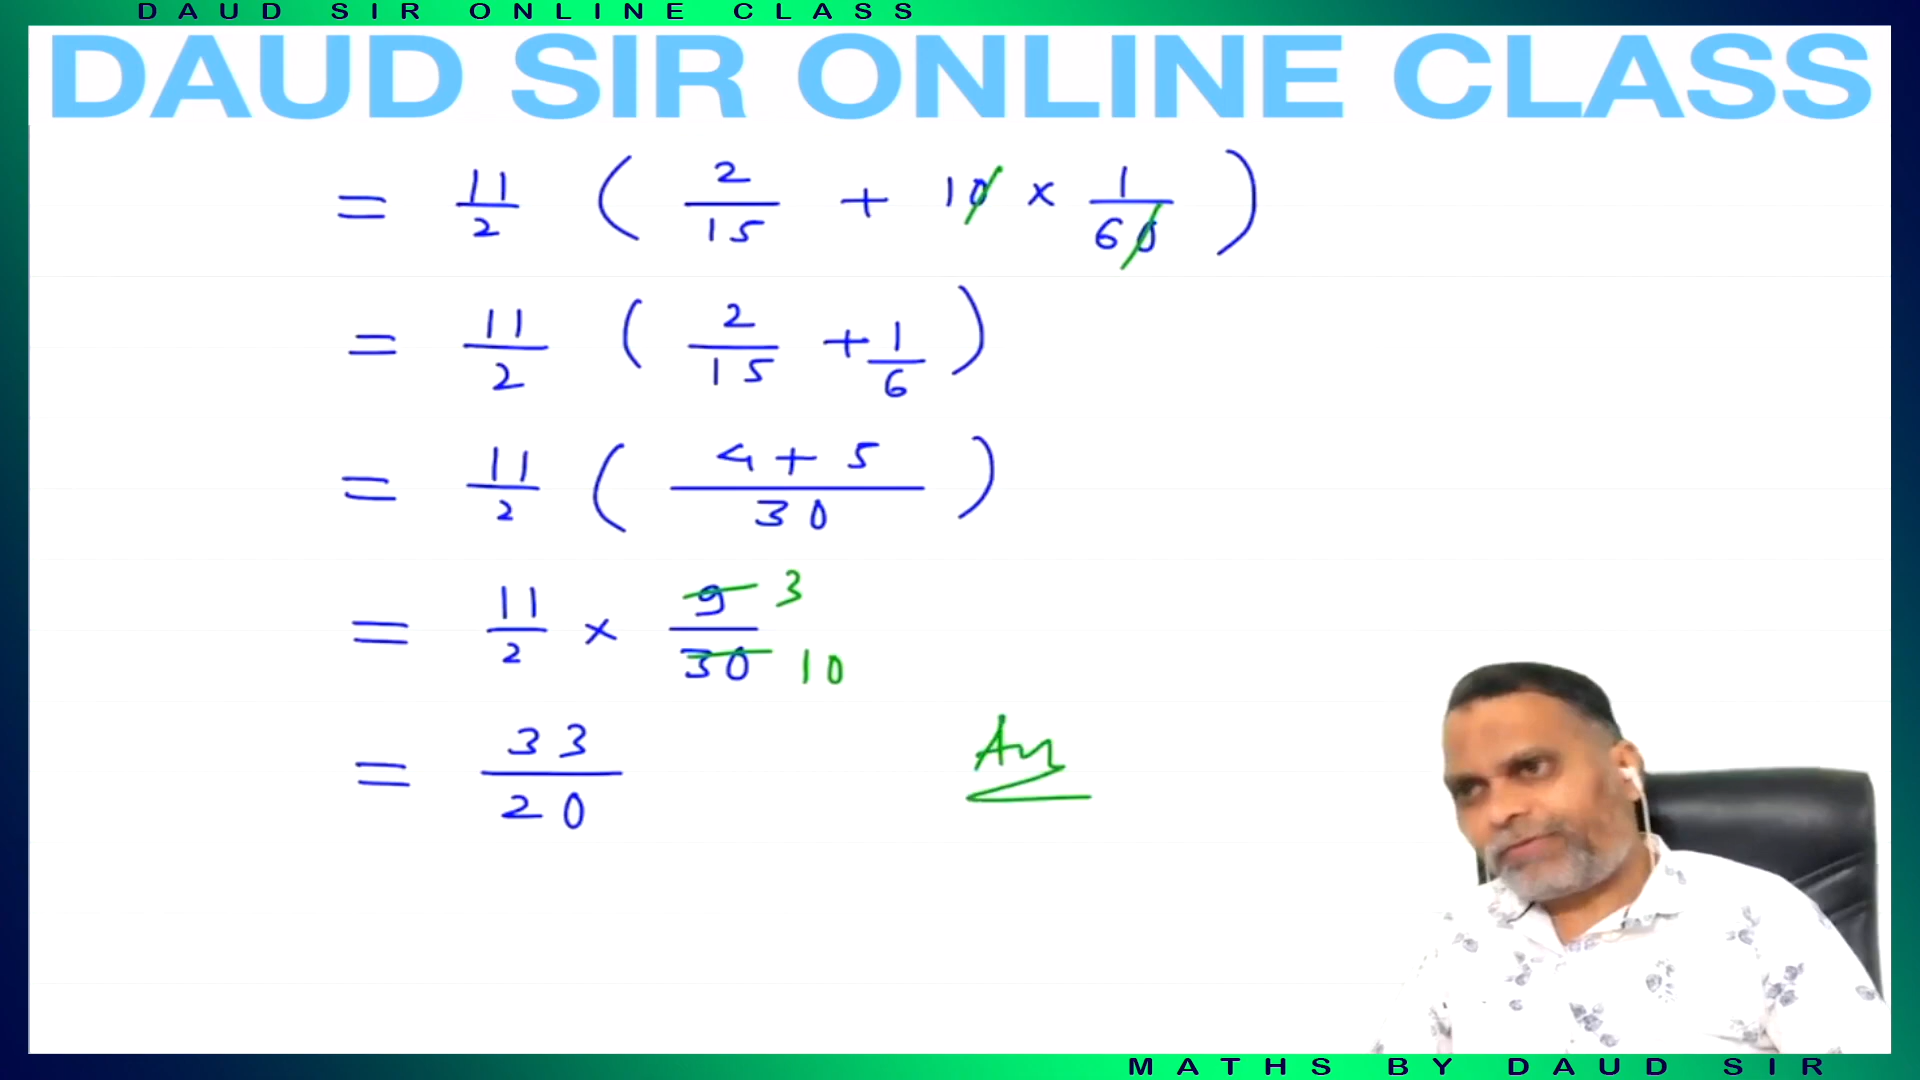 DAUD SIR ONLINE CLASS
DAUD SIR ONLINE CLASS
= 11/2 ( 2/15 + 10 × 1/60 )
= 11/2 ( 2/15 + 1/6 )
= 11/2 ( 4 + 5 / 30 )
= 11/2 × 9/30 3/10
= 33/20 Ans
MATHS BY DAUD SIR